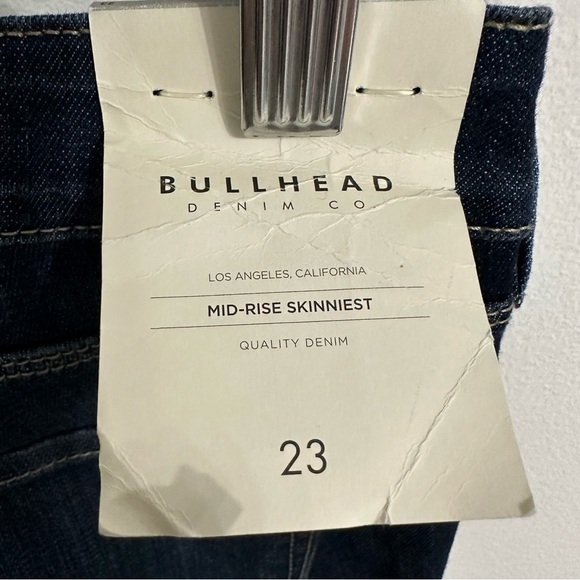 BULLHEAD
DENIM CO
LOS ANGELES, CALIFORNIA
MID-RISE SKINNIEST
QUALITY DENIM
23